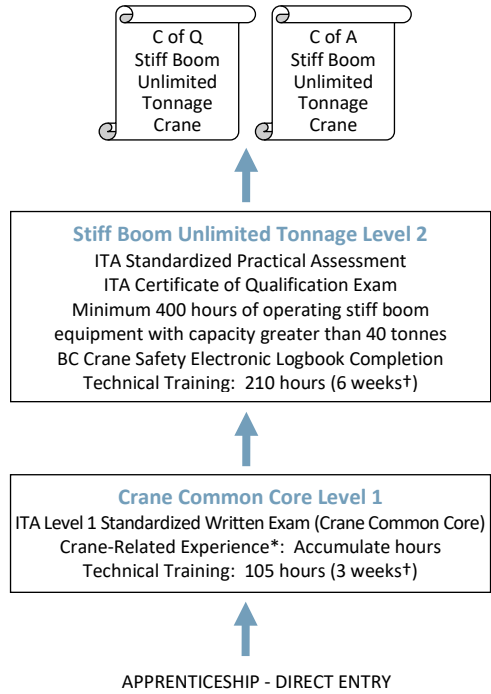 C of Q
Stiff Boom
Unlimited
Tonnage
Crane
C of A
Stiff Boom
Unlimited
Tonnage
Crane
Stiff Boom Unlimited Tonnage Level 2
ITA Standardized Practical Assessment
ITA Certificate of Qualification Exam
Minimum 400 hours of operating stiff boom
equipment with capacity greater than 40 tonnes
BC Crane Safety Electronic Logbook Completion
Technical Training: 210 hours (6 weeks†)
Crane Common Core Level 1
ITA Level 1 Standardized Written Exam (Crane Common Core)
Crane-Related Experience*: Accumulate hours
Technical Training: 105 hours (3 weeks†)
APPRENTICESHIP - DIRECT ENTRY